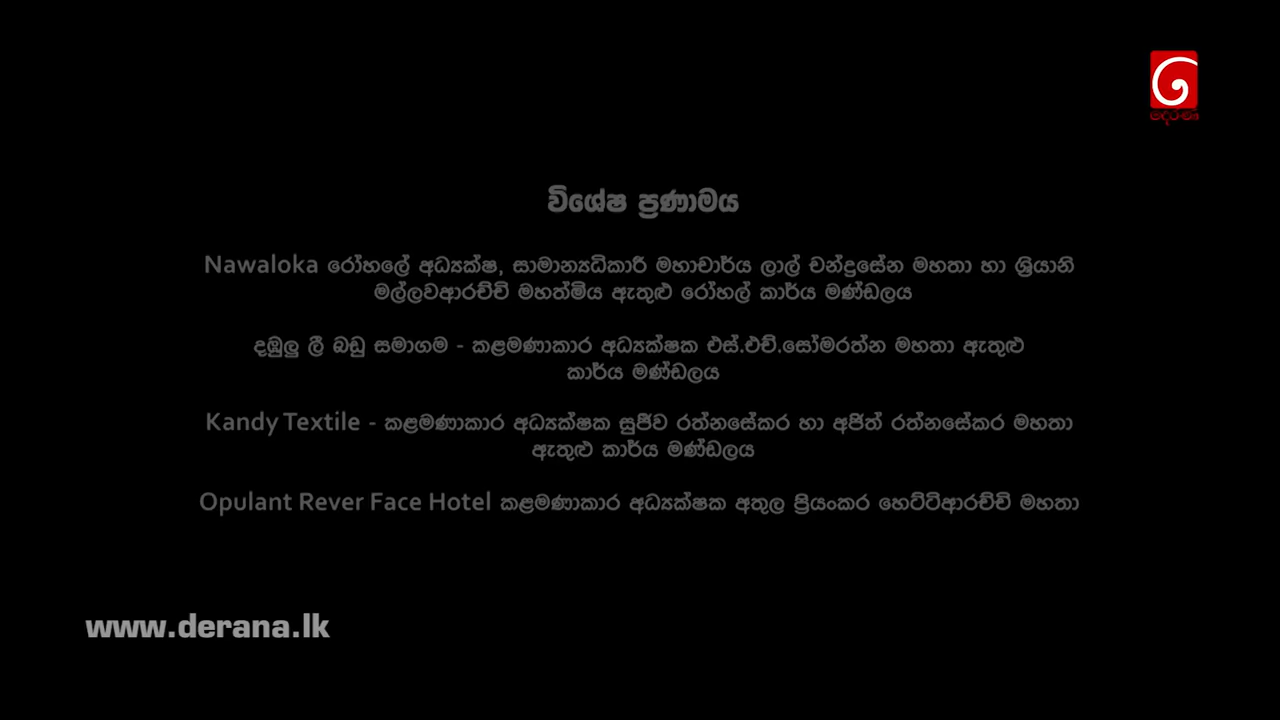 දෙරණ
විශේෂ ප්‍රණාමය
Nawaloka රෝහලේ අධ්‍යක්ෂ, සාමාන්‍යධිකාරී මහාචාර්ය ලාල් චන්ද්‍රසේන මහතා හා ශ්‍රියානි
මල්ලවආරච්චි මහත්මිය ඇතුළු රෝහල් කාර්ය මණ්ඩලය
දඹුලු ලී බඩු සමාගම - කළමණාකාර අධ්‍යක්ෂක එස්.එච්.සෝමරත්න මහතා ඇතුළු
කාර්ය මණ්ඩලය
Kandy Textile - කළමණාකාර අධ්‍යක්ෂක සුජීව රත්නසේකර හා අජිත් රත්නසේකර මහතා
ඇතුළු කාර්ය මණ්ඩලය
Opulant Rever Face Hotel කළමණාකාර අධ්‍යක්ෂක අතුල ප්‍රියංකර හෙට්ටිආරච්චි මහතා
www.derana.lk